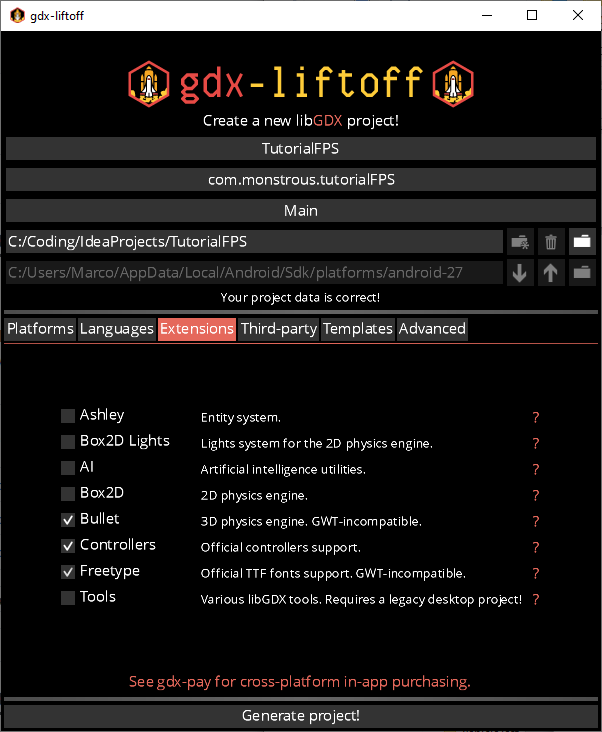 gdx-liftoff
gdx-liftoff
Create a new libGDX project!
TutorialFPS
com.monstrous.tutorialFPS
Main
C:/Coding/IdeaProjects/TutorialFPS
C:/Users/Marco/AppData/Local/Android/Sdk/platforms/android-27
Your project data is correct!
Platforms Languages Extensions Third-party Templates Advanced
Ashley Entity system. ?
Box2D Lights Lights system for the 2D physics engine. ?
AI Artificial intelligence utilities. ?
Box2D 2D physics engine. ?
Bullet 3D physics engine. GWT-incompatible. ?
Controllers Official controllers support. ?
Freetype Official TTF fonts support. GWT-incompatible. ?
Tools Various libGDX tools. Requires a legacy desktop project! ?
See gdx-pay for cross-platform in-app purchasing.
Generate project!